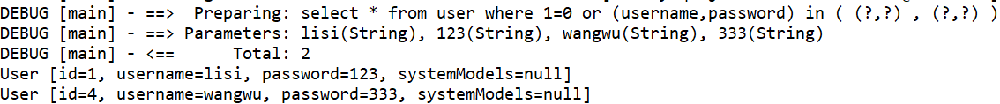 DEBUG [main] - ==>  Preparing: select * from user where 1=0 or (username,password) in ( (?,?) , (?,?) )
DEBUG [main] - ==> Parameters: lisi(String), 123(String), wangwu(String), 333(String)
DEBUG [main] - <==      Total: 2
User [id=1, username=lisi, password=123, systemModels=null]
User [id=4, username=wangwu, password=333, systemModels=null]